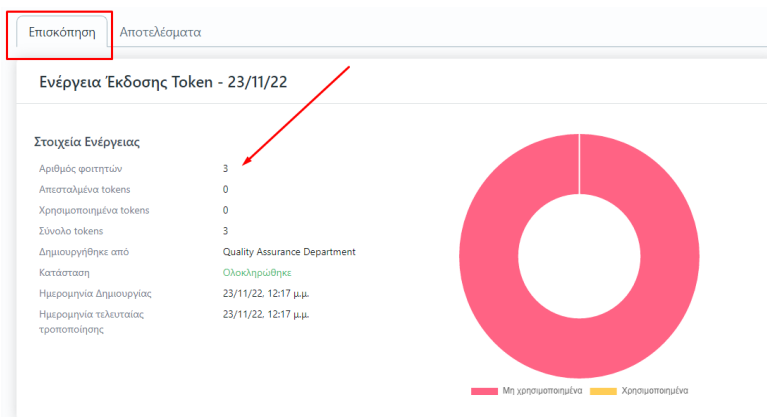 Επισκόπηση Αποτελέσματα
Ενέργεια Έκδοσης Token - 23/11/22
Στοιχεία Ενέργειας
Αριθμός φοιτητών 3
Απεσταλμένα tokens 0
Χρησιμοποιημένα tokens 0
Σύνολο tokens 3
Δημιουργήθηκε από Quality Assurance Department
Κατάσταση Ολοκληρώθηκε
Ημερομηνία Δημιουργίας 23/11/22, 12:17 μ.μ.
Ημερομηνία τελευταίας 23/11/22, 12:17 μ.μ.
τροποποίησης
Μη χρησιμοποιημένα Χρησιμοποιημένα